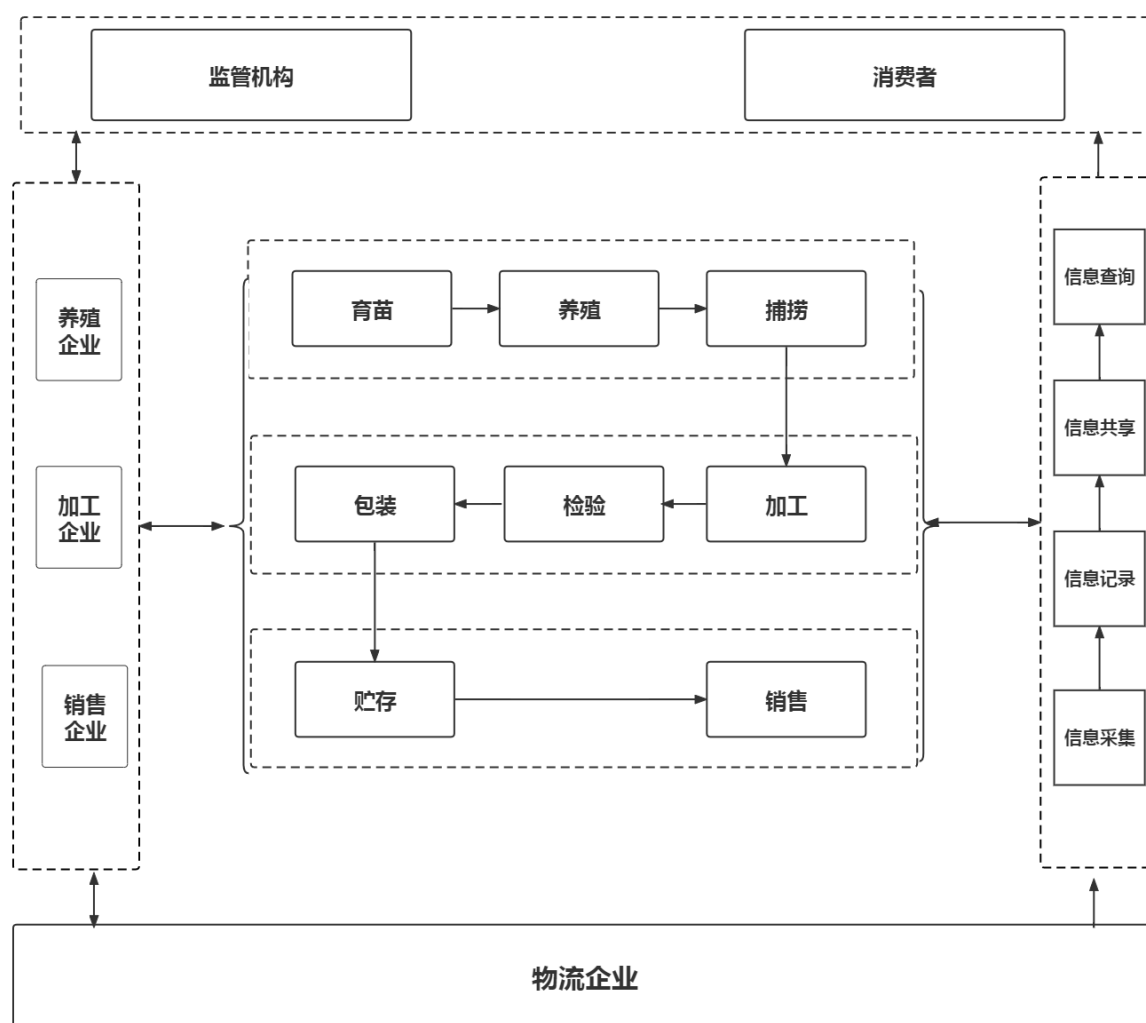 监管机构
消费者
养殖
企业
加工
企业
销售
企业
育苗
养殖
捕捞
包装
检验
加工
贮存
销售
信息查询
信息共享
信息记录
信息采集
物流企业